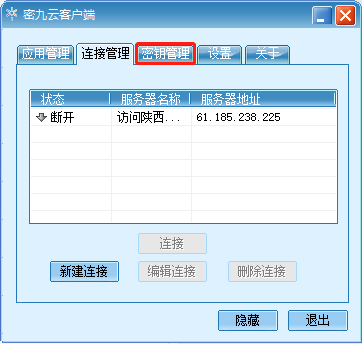 密九云客户端
应用管理 连接管理 密钥管理 设置 关于
状态 服务器名称 服务器地址
断开 访问陕西... 61.185.238.225
连接
新建连接 编辑连接 删除连接
隐藏 退出